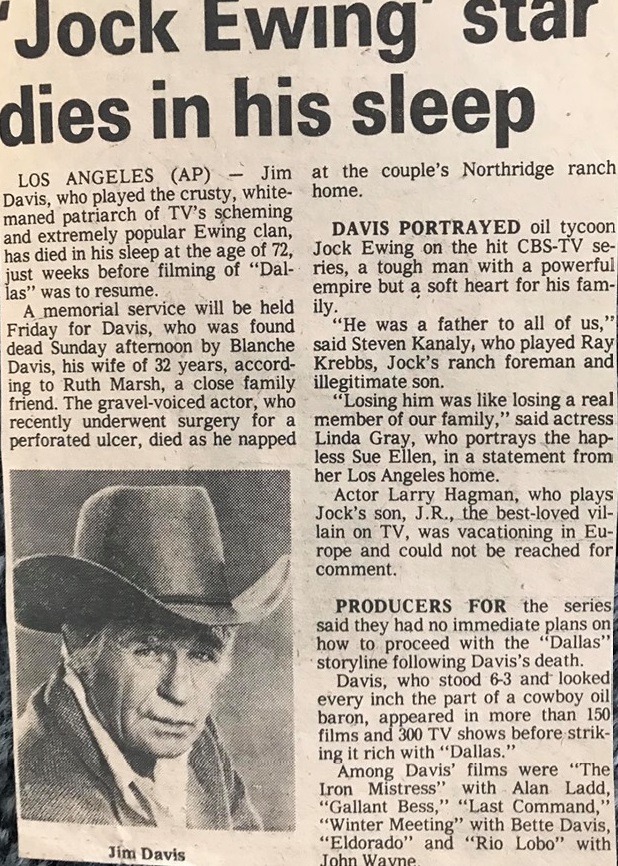 'Jock Ewing' star
dies in his sleep
LOS ANGELES (AP) — Jim
Davis, who played the crusty, white-
maned patriarch of TV's scheming
and extremely popular Ewing clan,
has died in his sleep at the age of 72,
just weeks before filming of "Dal-
las" was to resume.
A memorial service will be held
Friday for Davis, who was found
dead Sunday afternoon by Blanche
Davis, his wife of 32 years, accord-
ing to Ruth Marsh, a close family
friend. The gravel-voiced actor, who
recently underwent surgery for a
perforated ulcer, died as he napped
Jim Davis
at the couple's Northridge ranch
home.
DAVIS PORTRAYED oil tycoon
Jock Ewing on the hit CBS-TV se-
ries, a tough man with a powerful
empire but a soft heart for his fam-
ily.
"He was a father to all of us,"
said Steven Kanaly, who played Ray
Krebbs, Jock's ranch foreman and
illegitimate son.
"Losing him was like losing a real
member of our family," said actress
Linda Gray, who portrays the hap-
less Sue Ellen, in a statement from
her Los Angeles home.
Actor Larry Hagman, who plays
Jock's son, J.R., the best-loved vil-
lain on TV, was vacationing in Eu-
rope and could not be reached for
comment.
PRODUCERS FOR the series
said they had no immediate plans on
how to proceed with the "Dallas"
storyline following Davis's death.
Davis, who stood 6-3 and looked
every inch the part of a cowboy oil
baron, appeared in more than 150
films and 300 TV shows before strik-
ing it rich with "Dallas."
Among Davis' films were "The
Iron Mistress" with Alan Ladd,
"Gallant Bess," "Last Command,"
"Winter Meeting" with Bette Davis,
"Eldorado" and "Rio Lobo" with
John Wayne